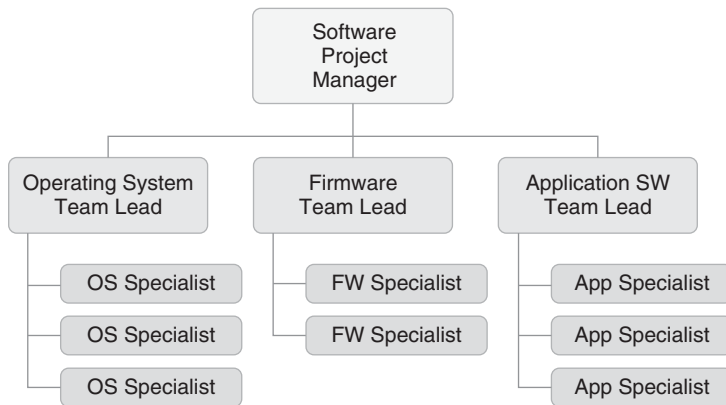 Software
Project
Manager
Operating System
Team Lead
Firmware
Team Lead
Application SW
Team Lead
OS Specialist
FW Specialist
App Specialist
OS Specialist
FW Specialist
App Specialist
OS Specialist
App Specialist